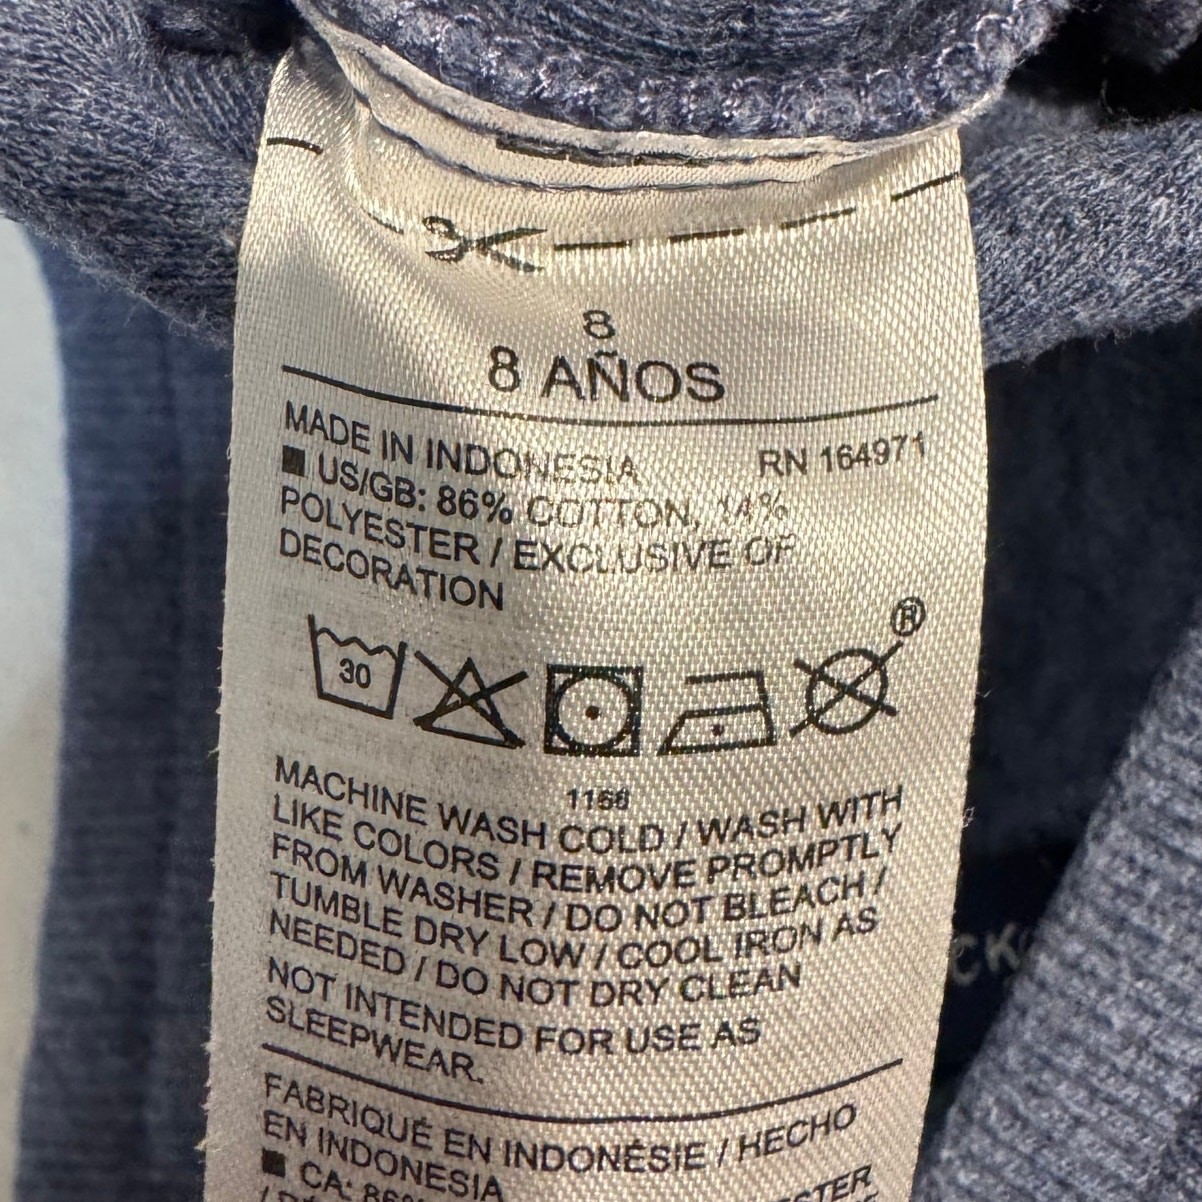 8
8 AÑOS
MADE IN INDONESIA RN 164971
US/GB: 86% COTTON, 14%
POLYESTER / EXCLUSIVE OF
DECORATION
®
30
1166
MACHINE WASH COLD / WASH WITH
LIKE COLORS / REMOVE PROMPTLY
FROM WASHER / DO NOT BLEACH /
TUMBLE DRY LOW / COOL IRON AS
NEEDED / DO NOT DRY CLEAN
NOT INTENDED FOR USE AS
SLEEPWEAR.
FABRIQUÉ EN INDONÉSIE / HECHO
EN INDONESIA
CA: 86%